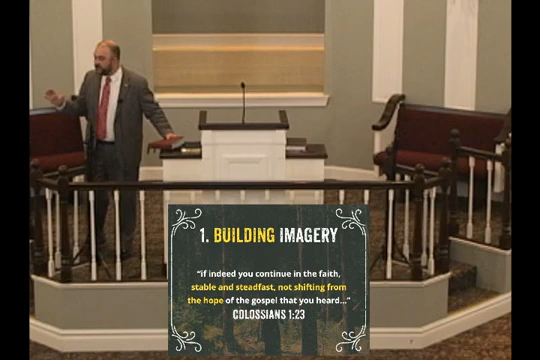 1. BUILDING IMAGERY
“if indeed you continue in the faith,
stable and steadfast, not shifting from
the hope of the gospel that you heard...”
COLOSSIANS 1:23